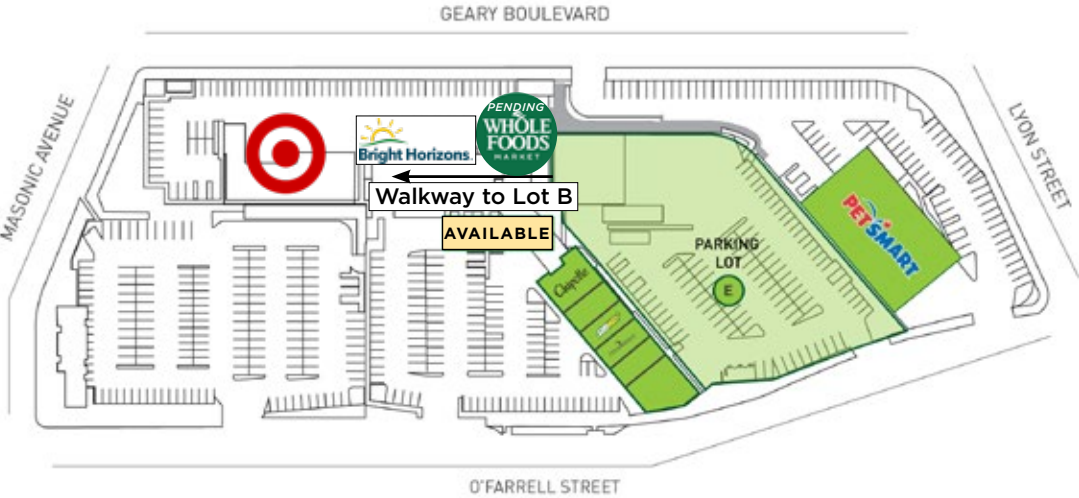 GEARY BOULEVARD
MASONIC AVENUE
LYON STREET
PENDING
WHOLE
FOODS
MARKET
Bright Horizons.
Walkway to Lot B
AVAILABLE
PARKING
LOT
E
PETSMART
Chipotle
O'FARRELL STREET